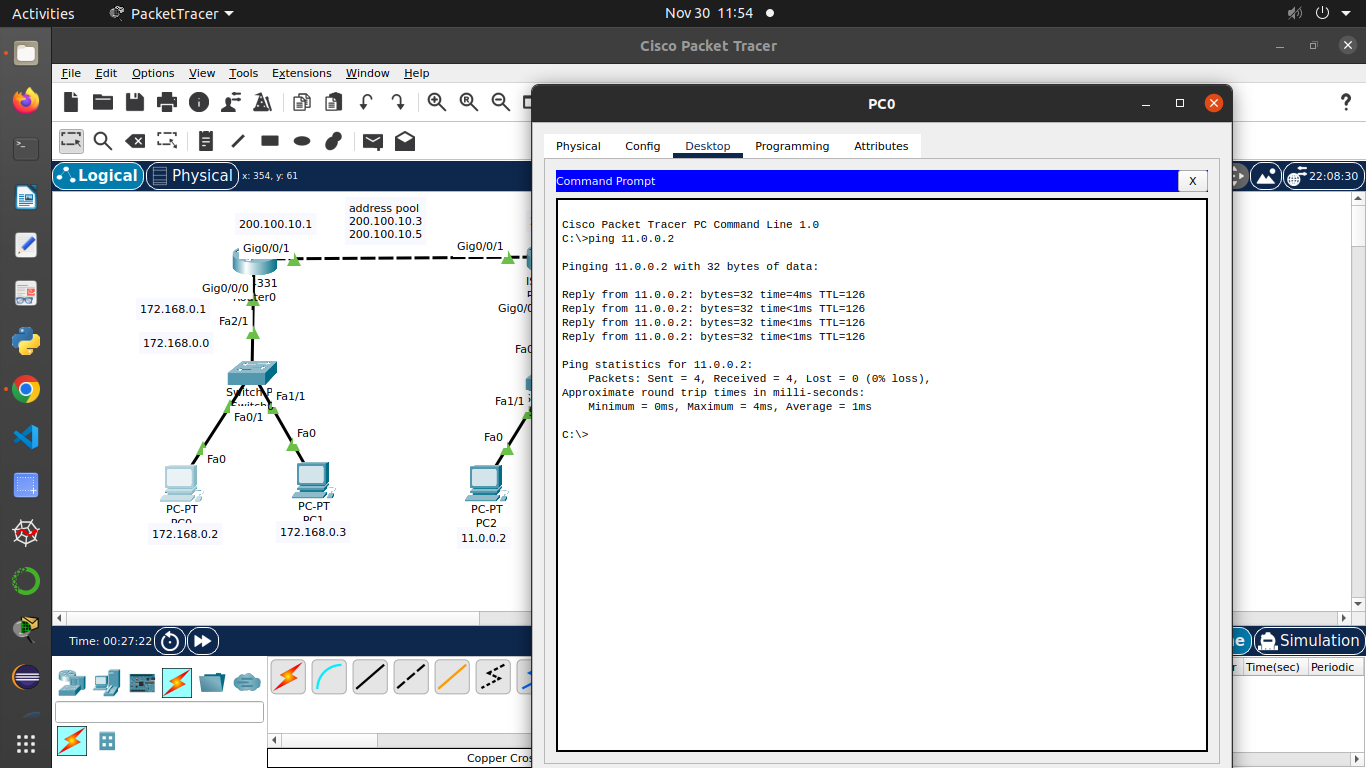 Activities
PacketTracer
Nov 30 11:54
Cisco Packet Tracer
File Edit Options View Tools Extensions Window Help
?
PC0
Physical Config Desktop Programming Attributes
Logical
Physical
x: 354, y: 61
22:08:30
Command Prompt
X
Cisco Packet Tracer PC Command Line 1.0
C:\>ping 11.0.0.2
Pinging 11.0.0.2 with 32 bytes of data:
Reply from 11.0.0.2: bytes=32 time=4ms TTL=126
Reply from 11.0.0.2: bytes=32 time<1ms TTL=126
Reply from 11.0.0.2: bytes=32 time<1ms TTL=126
Reply from 11.0.0.2: bytes=32 time<1ms TTL=126
Ping statistics for 11.0.0.2:
Packets: Sent = 4, Received = 4, Lost = 0 (0% loss),
Approximate round trip times in milli-seconds:
Minimum = 0ms, Maximum = 4ms, Average = 1ms
C:\>
address pool
200.100.10.3
200.100.10.5
200.100.10.1
Gig0/0/1
Gig0/0/1
Gig0/0/0
172.168.0.1
Fa2/1
172.168.0.0
Fa1/1
Fa0/1
Fa0
Fa0
PC-PT
PC0
172.168.0.2
PC-PT
PC1
172.168.0.3
Fa1/1
Fa0
PC-PT
PC2
11.0.0.2
Time: 00:27:22
Simulation
Time(sec) Periodic